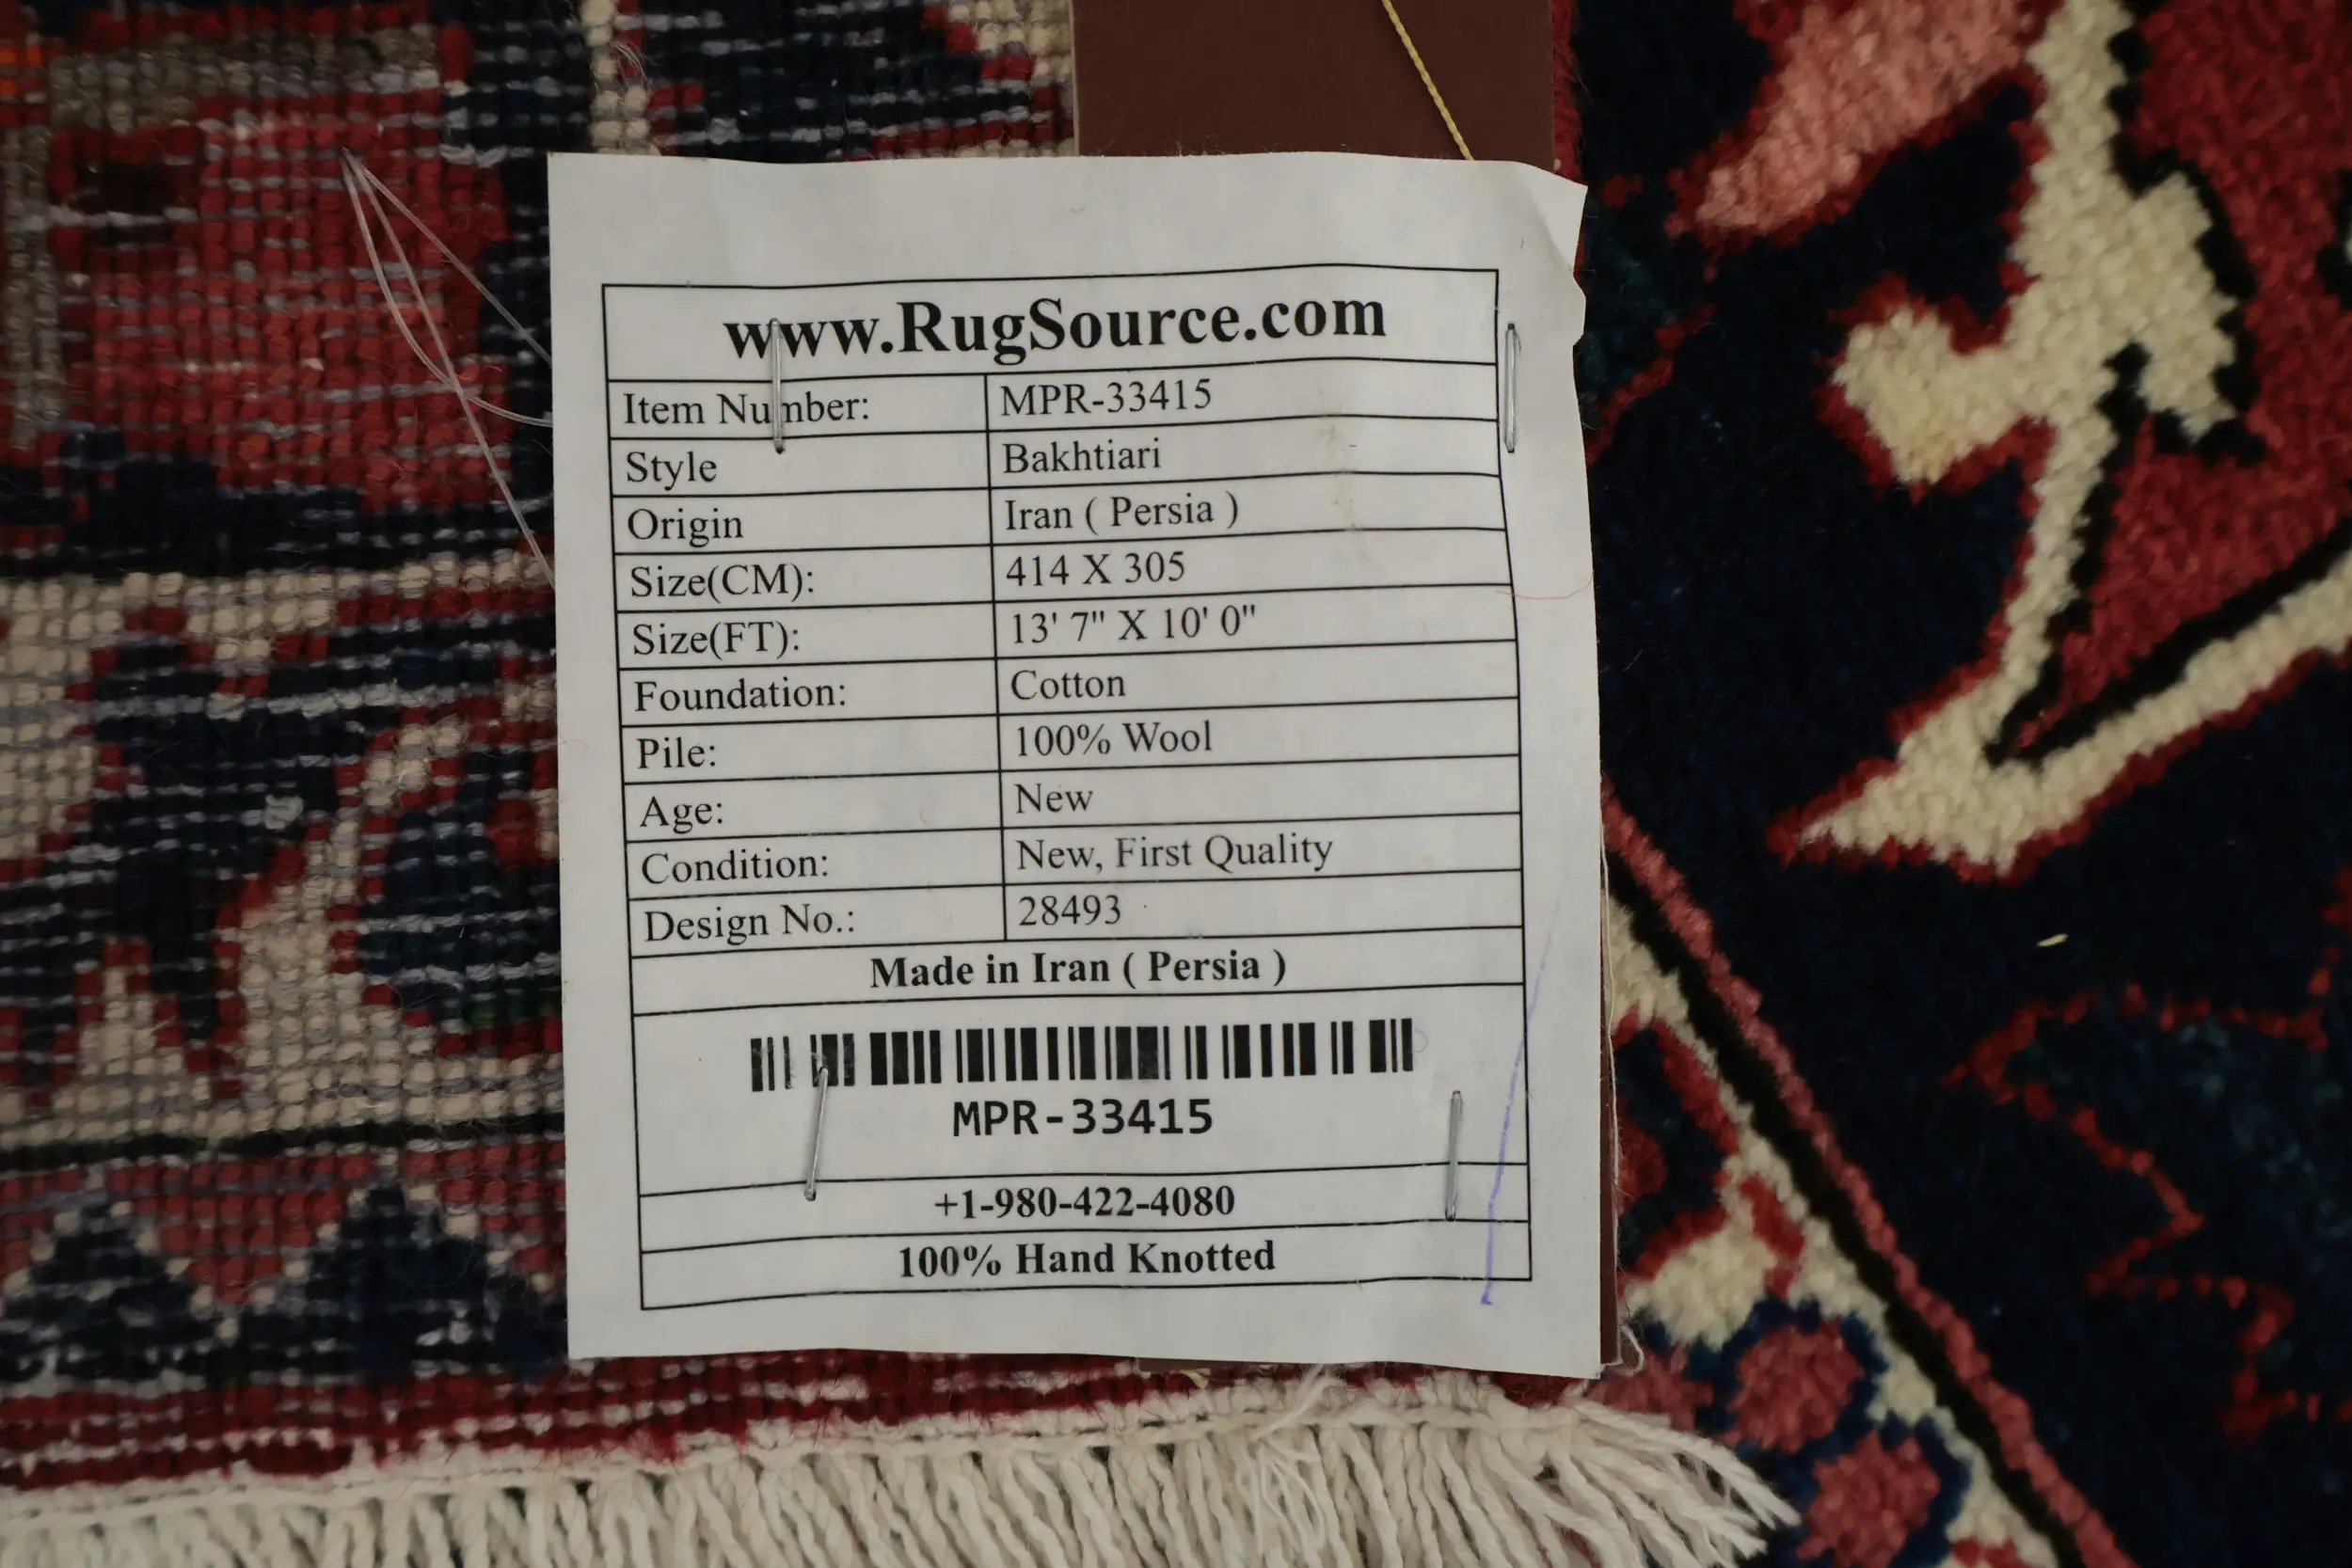 www.RugSource.com
Item Number: MPR-33415
Style Bakhtiari
Origin Iran ( Persia )
Size(CM): 414 X 305
Size(FT): 13' 7" X 10' 0"
Foundation: Cotton
Pile: 100% Wool
Age: New
Condition: New, First Quality
Design No.: 28493
Made in Iran ( Persia )
MPR-33415
+1-980-422-4080
100% Hand Knotted